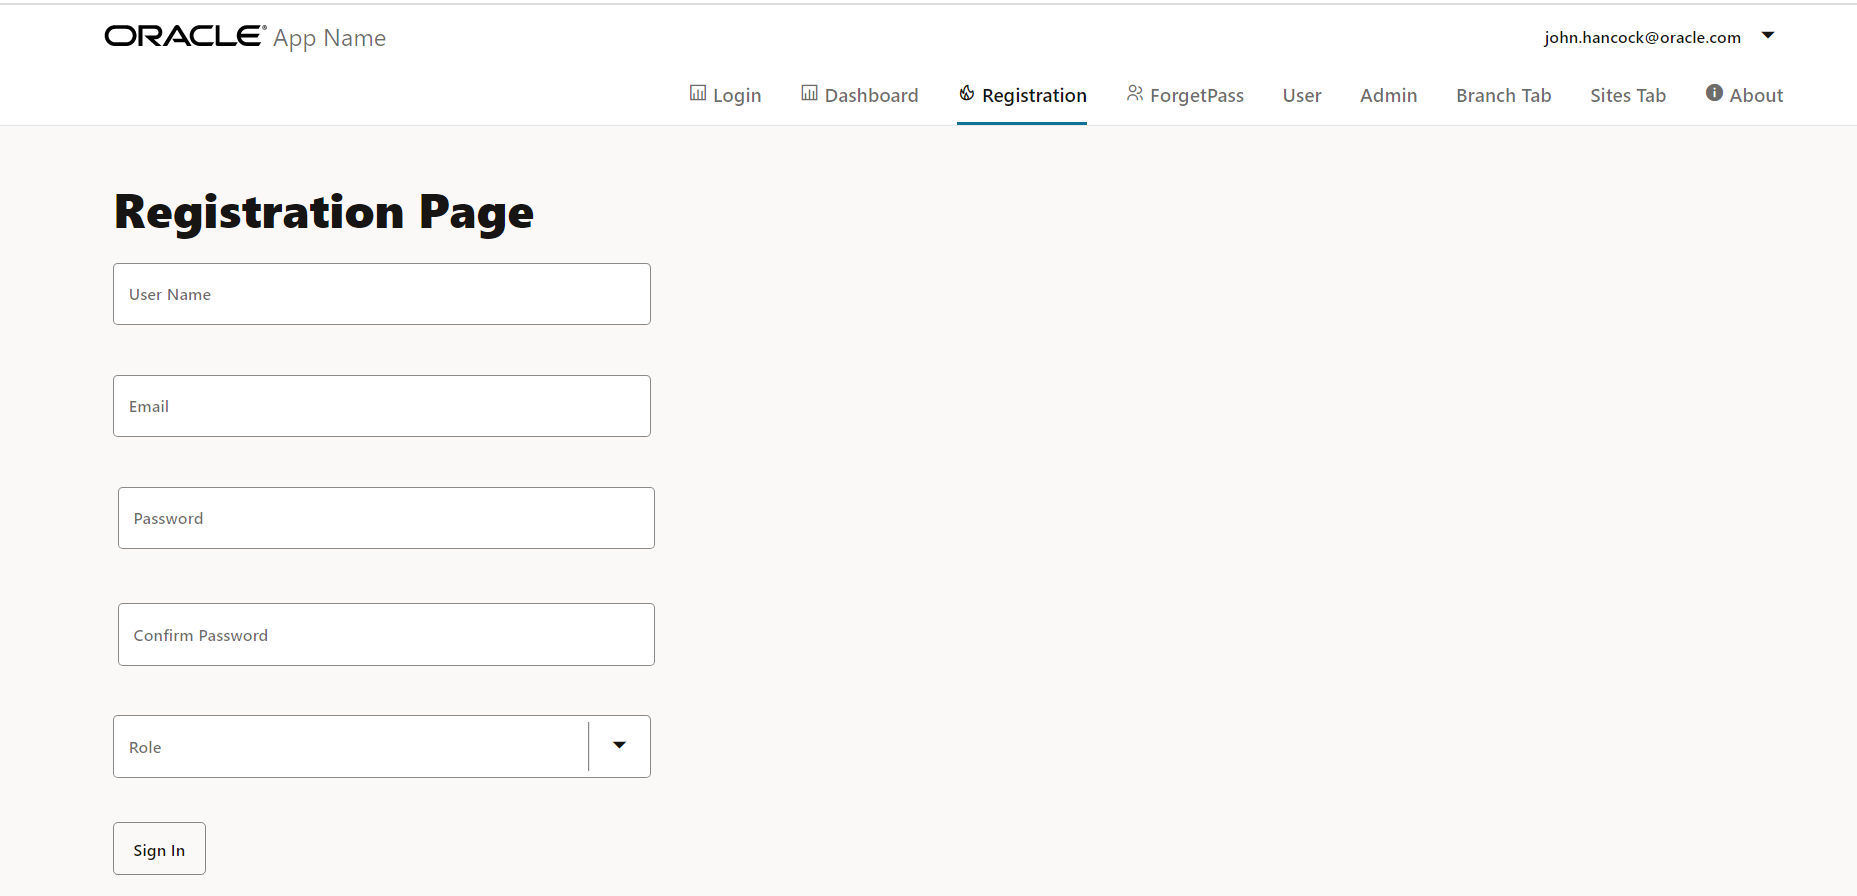 ORACLE® App Name
john.hancock@oracle.com
Login Dashboard Registration ForgetPass User Admin Branch Tab Sites Tab About
Registration Page
User Name
Email
Password
Confirm Password
Role
Sign In